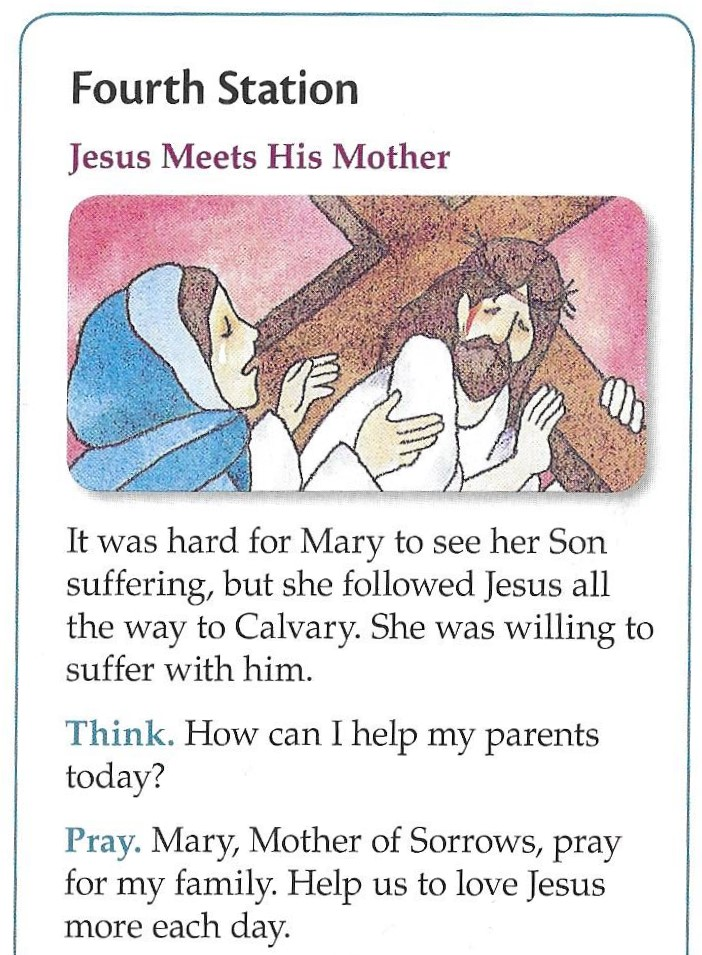 Fourth Station
Jesus Meets His Mother
It was hard for Mary to see her Son
suffering, but she followed Jesus all
the way to Calvary. She was willing to
suffer with him.
Think. How can I help my parents
today?
Pray. Mary, Mother of Sorrows, pray
for my family. Help us to love Jesus
more each day.